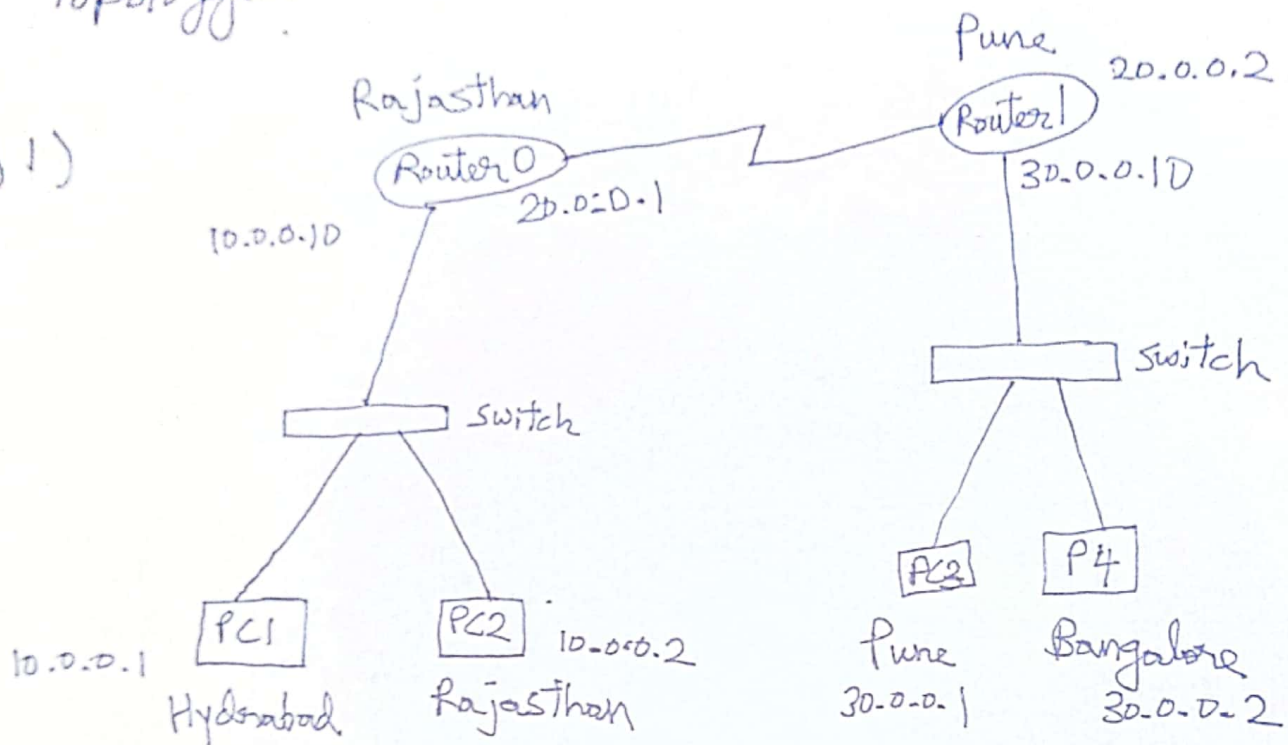 Topology.
Pune
20.0.0.2
Rajasthan
1)
Router0
Router1
20.0.0.1
30.0.0.10
10.0.0.10
switch
switch
PC1
PC2
PC3
P4
10.0.0.1
10.0.0.2
Hyderabad
Rajasthan
Pune
Bangalore
30.0.0.1
30.0.0.2